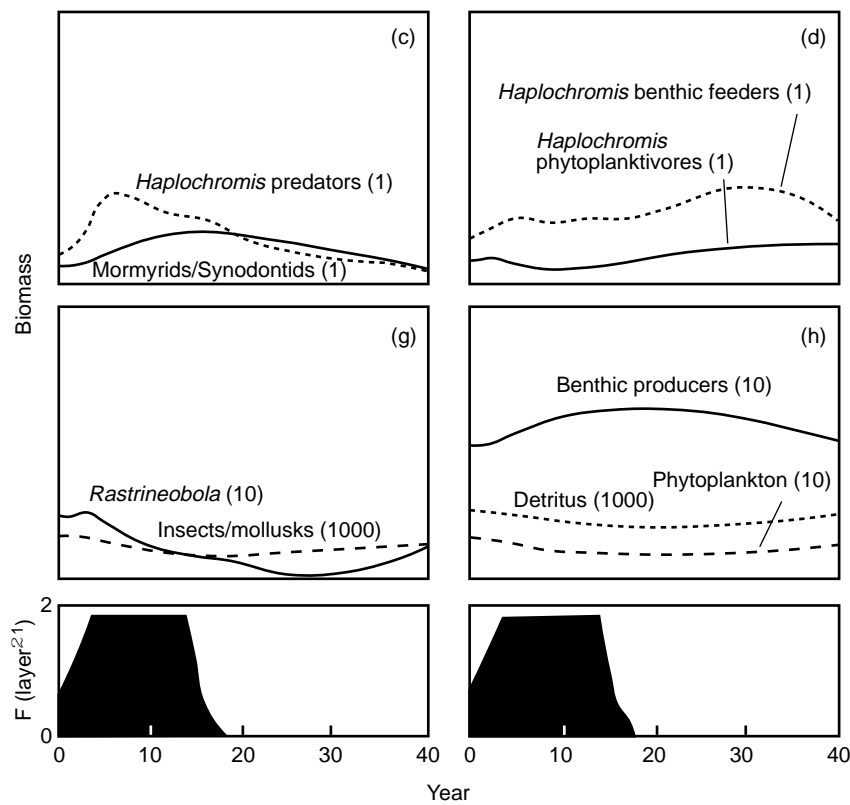 (c)
Haplochromis predators (1)
Mormyrids/Synodontids (1)
(d)
Haplochromis benthic feeders (1)
Haplochromis
phytoplanktivores (1)
Biomass
(g)
Rastrineobola (10)
Insects/mollusks (1000)
(h)
Benthic producers (10)
Phytoplankton (10)
Detritus (1000)
F (layer²¹)
2
0
0 10 20 30 40
0 10 20 30 40
Year